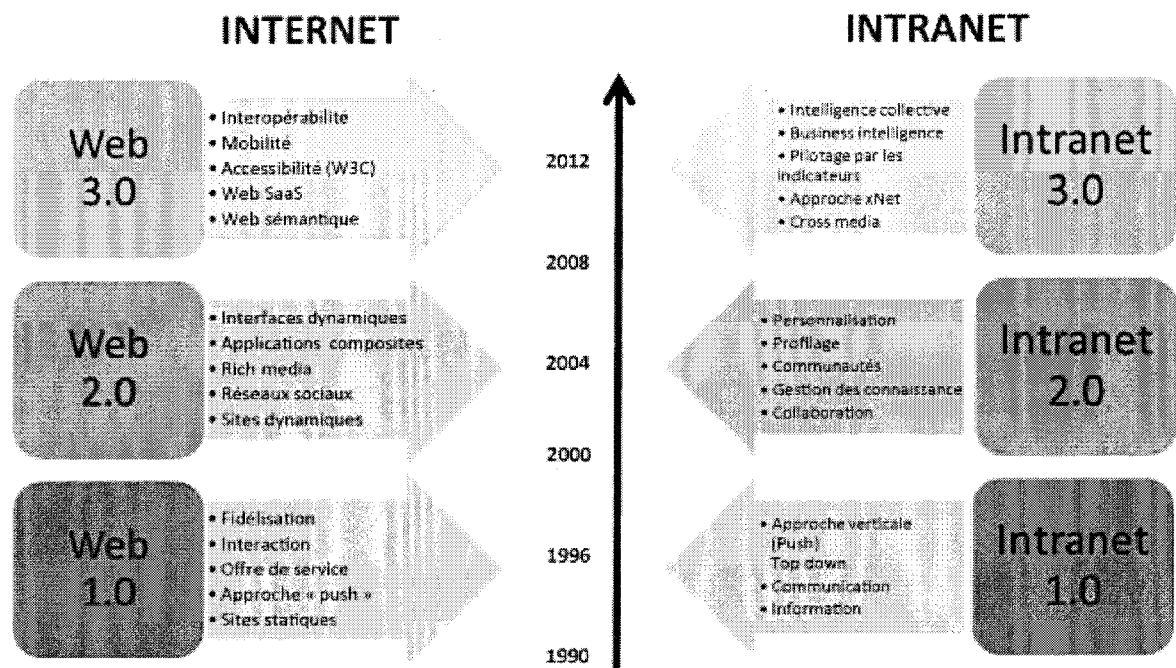 INTERNET
INTRANET
Web
3.0
• Interopérabilité
• Mobilité
• Accessibilité (W3C)
• Web SaaS
• Web sémantique
2012
• Intelligence collective
• Business intelligence
• Pilotage par les
indicateurs
• Approche xNet
• Cross media
Intranet
3.0
2008
Web
2.0
• Interfaces dynamiques
• Applications composites
• Rich media
• Réseaux sociaux
• Sites dynamiques
2004
• Personnalisation
• Profilage
• Communautés
• Gestion des connaissance
• Collaboration
Intranet
2.0
2000
Web
1.0
• Fidélisation
• Interaction
• Offre de service
• Approche « push »
• Sites statiques
1996
• Approche verticale
(Push)
Top down
• Communication
• Information
Intranet
1.0
1990